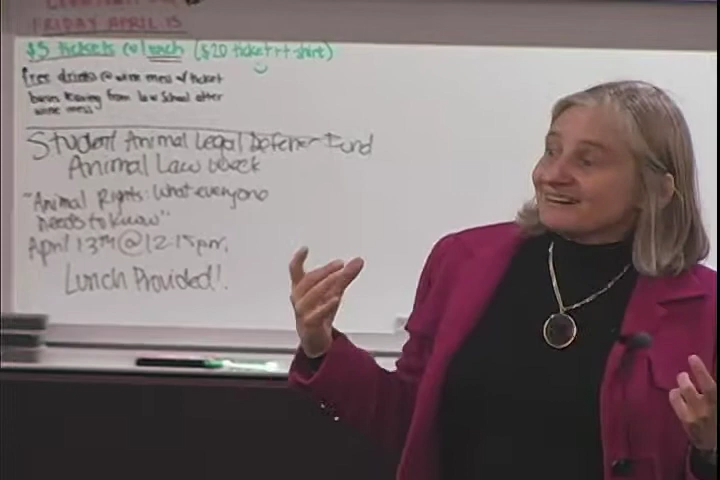 FRIDAY APRIL 13
$5 tickets @ lunch ($20 ticket + t-shirt)
free drinks @ wine mess w/ ticket
buses leaving from law School after
wine mess
Student Animal Legal Defense Fund
Animal Law Week
"Animal Rights: What everyone
needs to know"
April 13TH @ 12:15pm.
Lunch Provided!